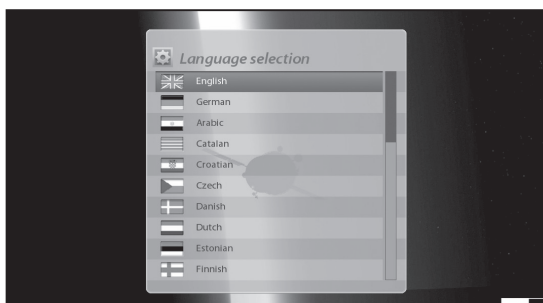 Language selection
English
German
Arabic
Catalan
Croatian
Czech
Danish
Dutch
Estonian
Finnish